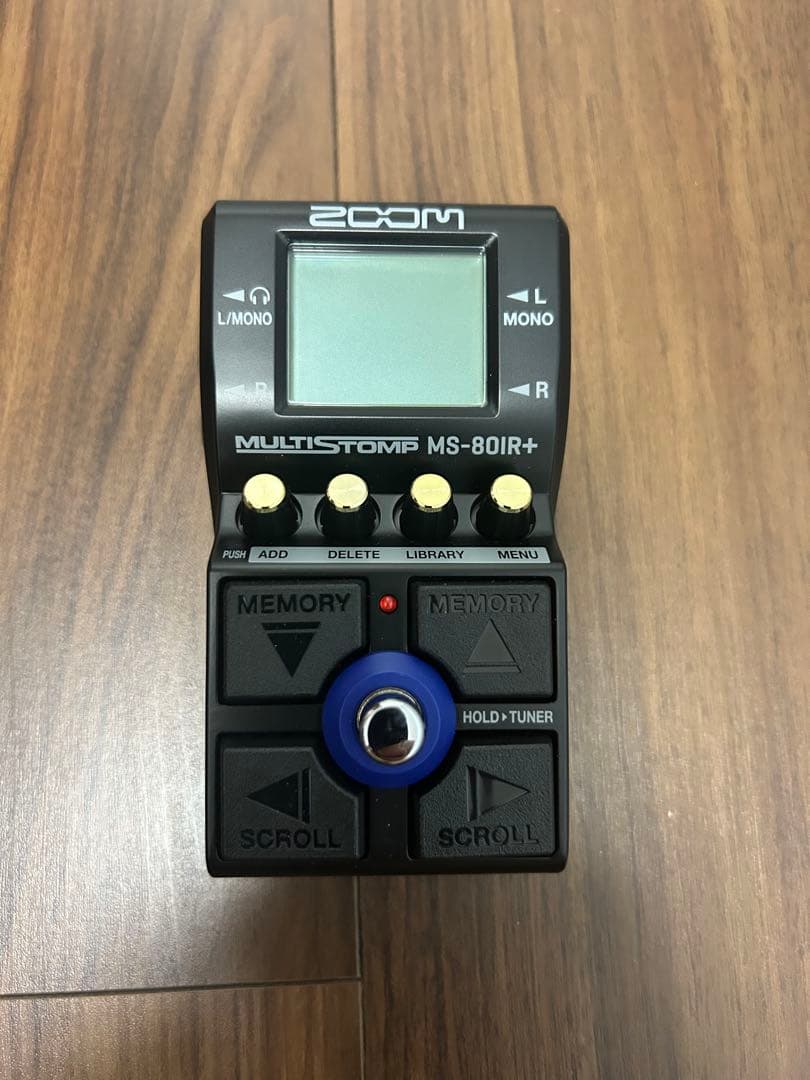 ZOOM
L/MONO
R
L
MONO
R
MULTISTOMP MS-80IR+
PUSH ADD DELETE LIBRARY MENU
MEMORY
MEMORY
HOLD▸TUNER
SCROLL
SCROLL